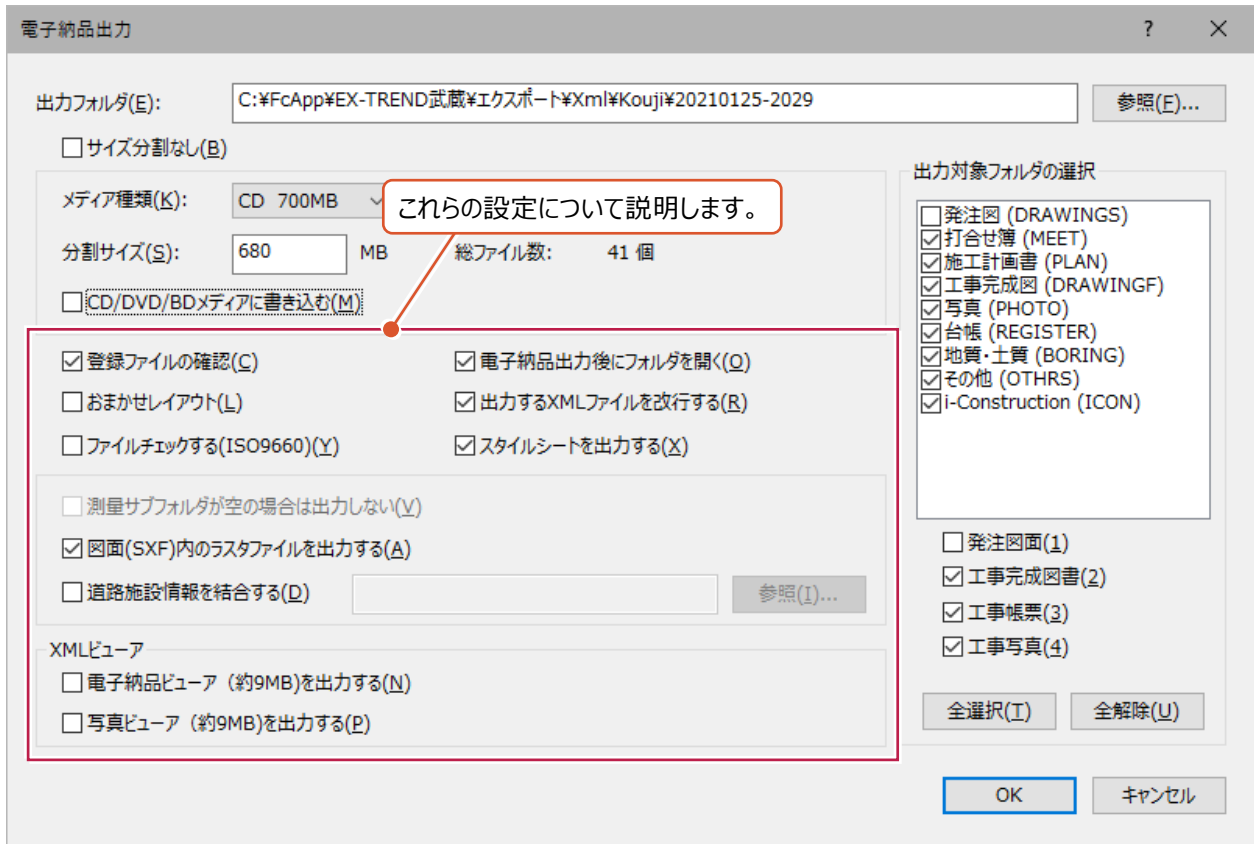 電子納品出力
? ×
出力フォルダ(E): C:¥FcApp¥EX-TREND武蔵¥エクスポート¥Xml¥Kouji¥20210125-2029 参照(F)...
サイズ分割なし(B)
メディア種類(K): CD 700MB
これらの設定について説明します。
分割サイズ(S): 680 MB 総ファイル数: 41 個
CD/DVD/BDメディアに書き込む(M)
登録ファイルの確認(C) 電子納品出力後にフォルダを開く(O)
おまかせレイアウト(L) 出力するXMLファイルを改行する(R)
ファイルチェックする(ISO9660)(Y) スタイルシートを出力する(X)
測量サブフォルダが空の場合は出力しない(V)
図面(SXF)内のラスタファイルを出力する(A)
道路施設情報を結合する(D) 参照(I)...
XMLビューア
電子納品ビューア (約9MB)を出力する(N)
写真ビューア (約9MB)を出力する(P)
出力対象フォルダの選択
発注図 (DRAWINGS)
打合せ簿 (MEET)
施工計画書 (PLAN)
工事完成図 (DRAWINGF)
写真 (PHOTO)
台帳 (REGISTER)
地質・土質 (BORING)
その他 (OTHRS)
i-Construction (ICON)
発注図面(1)
工事完成図書(2)
工事帳票(3)
工事写真(4)
全選択(T) 全解除(U)
OK キャンセル